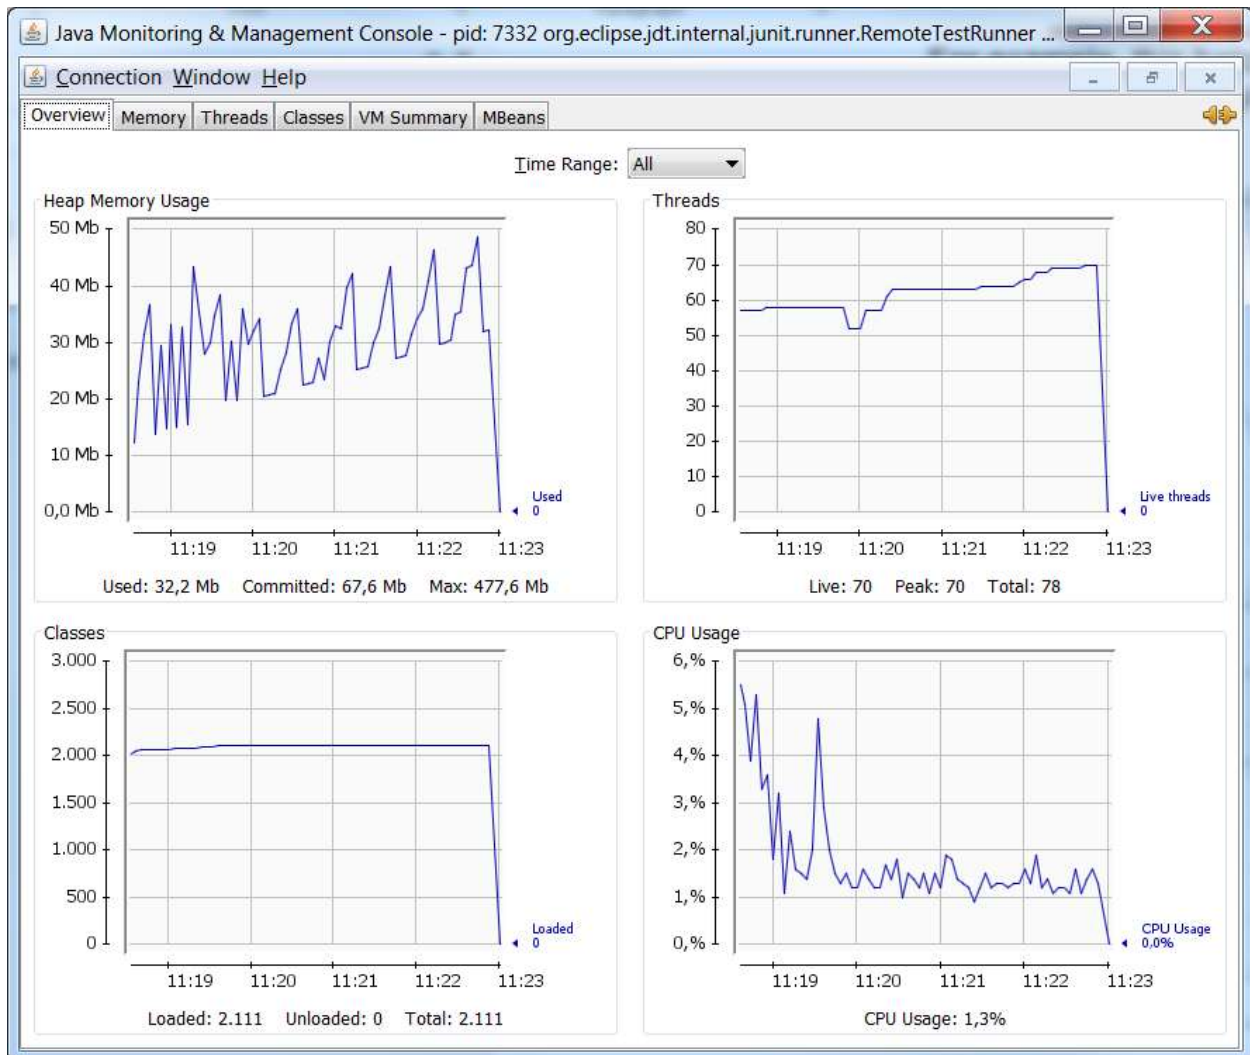 Java Monitoring & Management Console - pid: 7332 org.eclipse.jdt.internal.junit.runner.RemoteTestRunner ...
Connection Window Help
Overview Memory Threads Classes VM Summary MBeans
Time Range: All
Heap Memory Usage
50 Mb
40 Mb
30 Mb
20 Mb
10 Mb
0,0 Mb
Used
0
11:19 11:20 11:21 11:22 11:23
Used: 32,2 Mb Committed: 67,6 Mb Max: 477,6 Mb
Threads
80
70
60
50
40
30
20
10
0
Live threads
0
11:19 11:20 11:21 11:22 11:23
Live: 70 Peak: 70 Total: 78
Classes
3.000
2.500
2.000
1.500
1.000
500
0
Loaded
0
11:19 11:20 11:21 11:22 11:23
Loaded: 2.111 Unloaded: 0 Total: 2.111
CPU Usage
6,%
5,%
4,%
3,%
2,%
1,%
0,%
CPU Usage
0,0%
11:19 11:20 11:21 11:22 11:23
CPU Usage: 1,3%